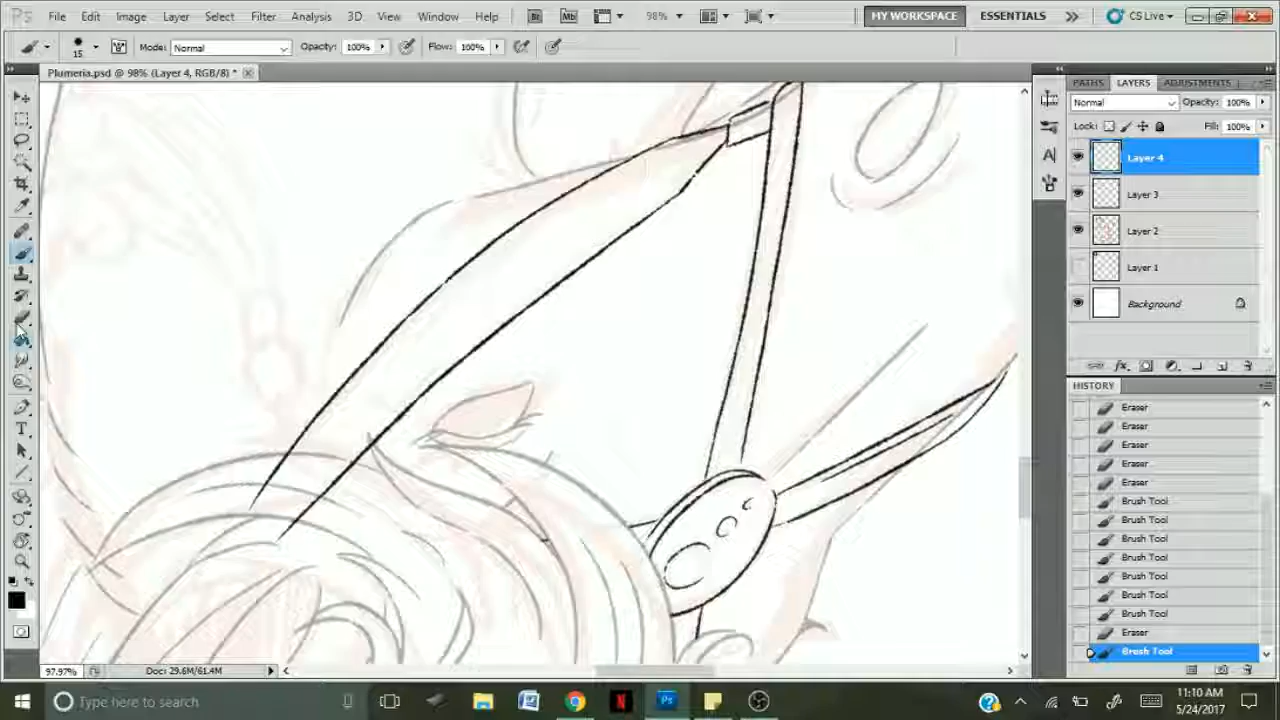 Ps File Edit Image Layer Select Filter Analysis 3D View Window Help Br Mb 98% MY WORKSPACE ESSENTIALS CS Live
15 Mode: Normal Opacity: 100% Flow: 100%
Plumeria.psd @ 98% (Layer 4, RGB/8) *
PATHS LAYERS ADJUSTMENTS
Normal Opacity: 100%
Lock: Fill: 100%
Layer 4
Layer 3
Layer 2
Layer 1
Background
HISTORY
Eraser
Eraser
Eraser
Eraser
Eraser
Brush Tool
Brush Tool
Brush Tool
Brush Tool
Brush Tool
Brush Tool
Brush Tool
Eraser
Brush Tool
97.97% Doc: 29.6M/61.4M
Type here to search
11:10 AM
5/24/2017